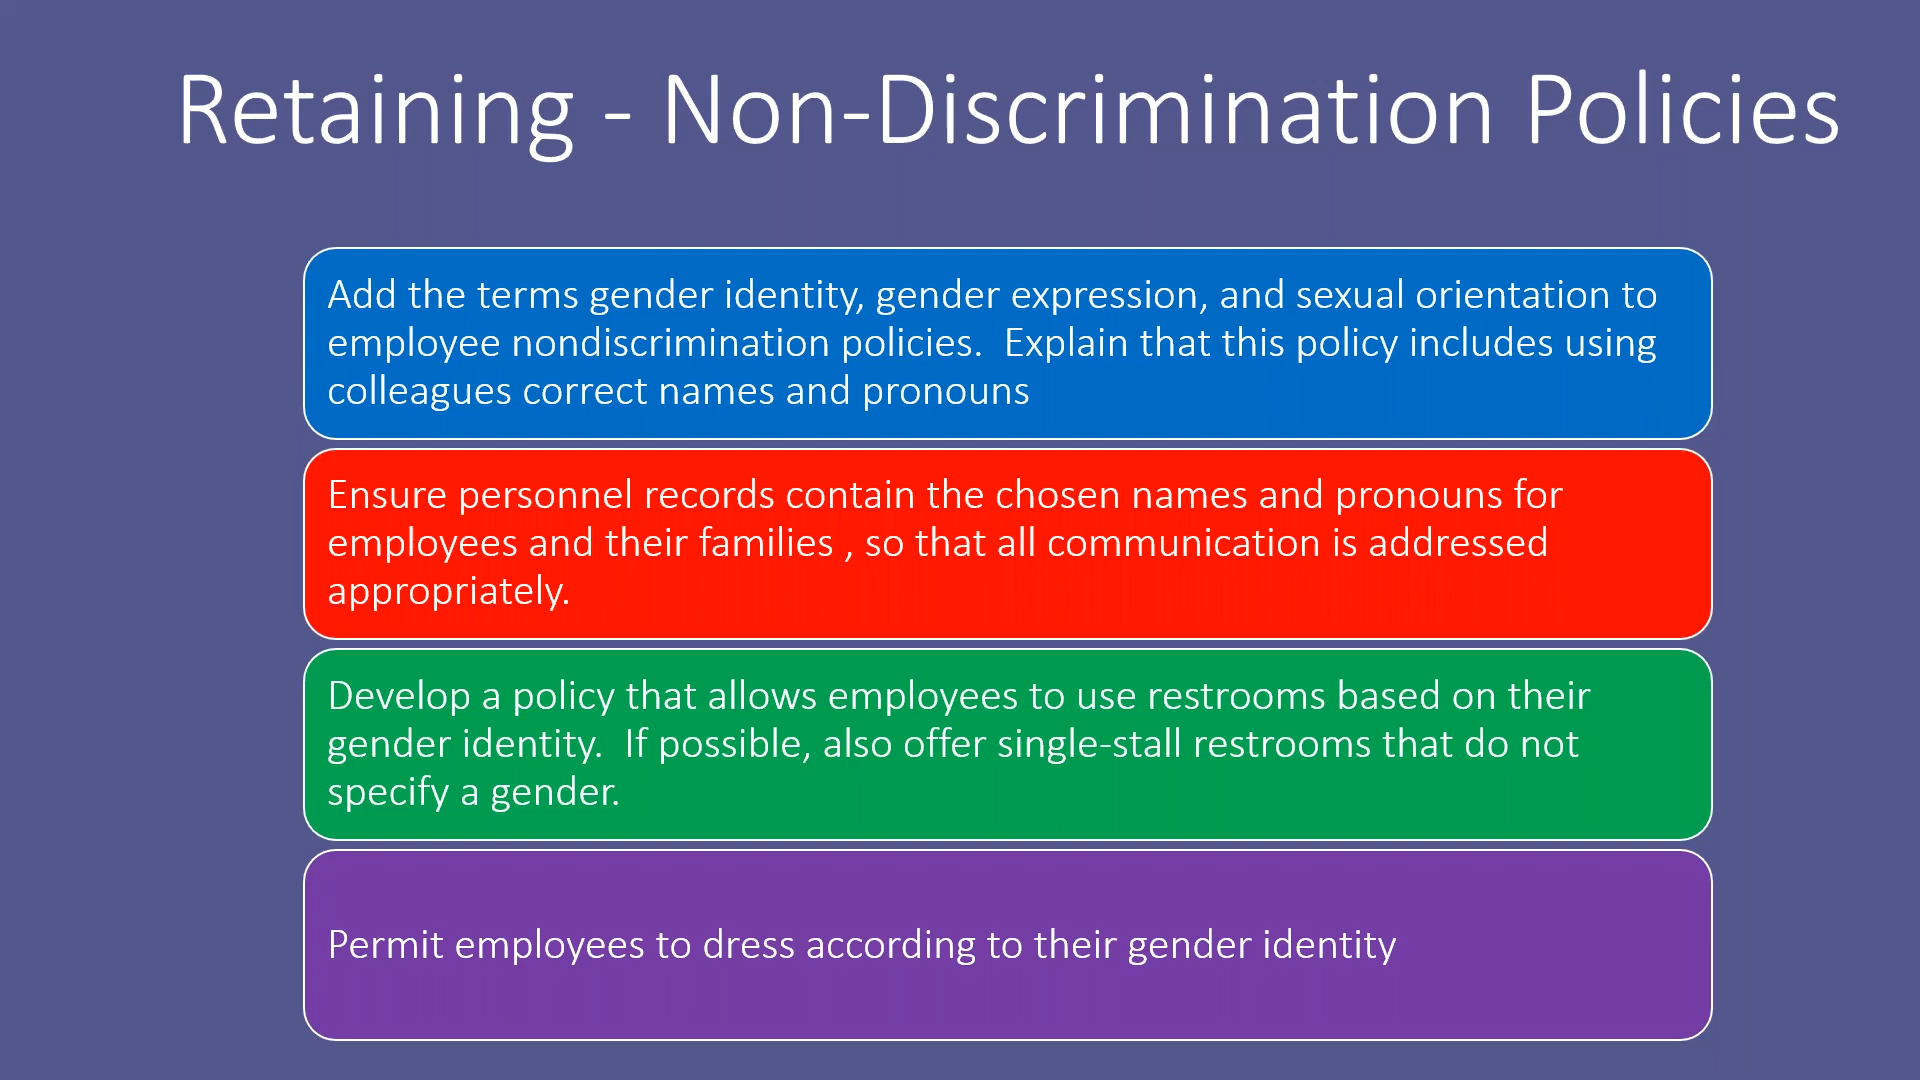 Retaining - Non-Discrimination Policies
Add the terms gender identity, gender expression, and sexual orientation to
employee nondiscrimination policies.  Explain that this policy includes using
colleagues correct names and pronouns
Ensure personnel records contain the chosen names and pronouns for
employees and their families , so that all communication is addressed
appropriately.
Develop a policy that allows employees to use restrooms based on their
gender identity.  If possible, also offer single-stall restrooms that do not
specify a gender.
Permit employees to dress according to their gender identity